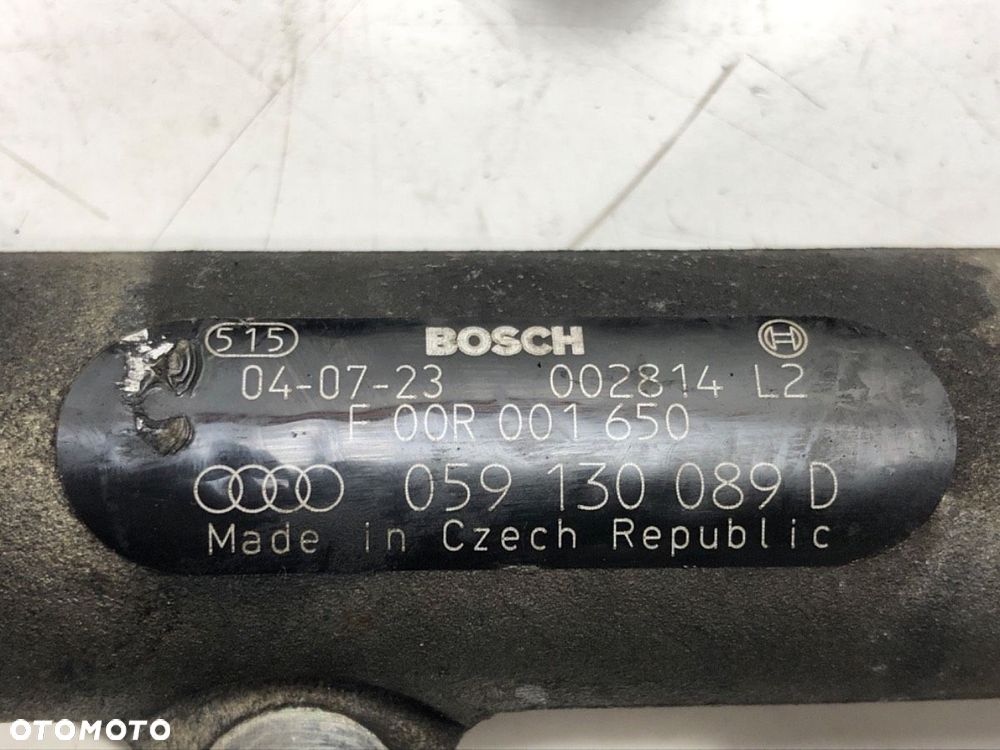 515 BOSCH
04-07-23 002814 L2
F 00R 001 650
059 130 089 D
Made in Czech Republic
OTOMOTO